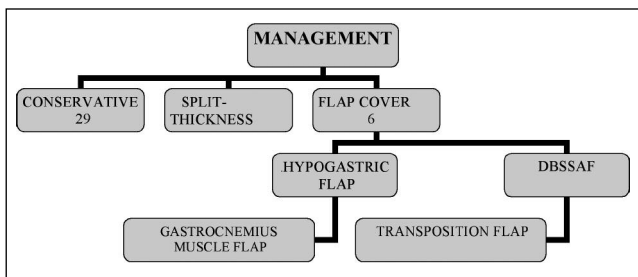 MANAGEMENT
CONSERVATIVE
29
SPLIT-
THICKNESS
FLAP COVER
6
HYPOGASTRIC
FLAP
DBSSAF
GASTROCNEMIUS
MUSCLE FLAP
TRANSPOSITION FLAP